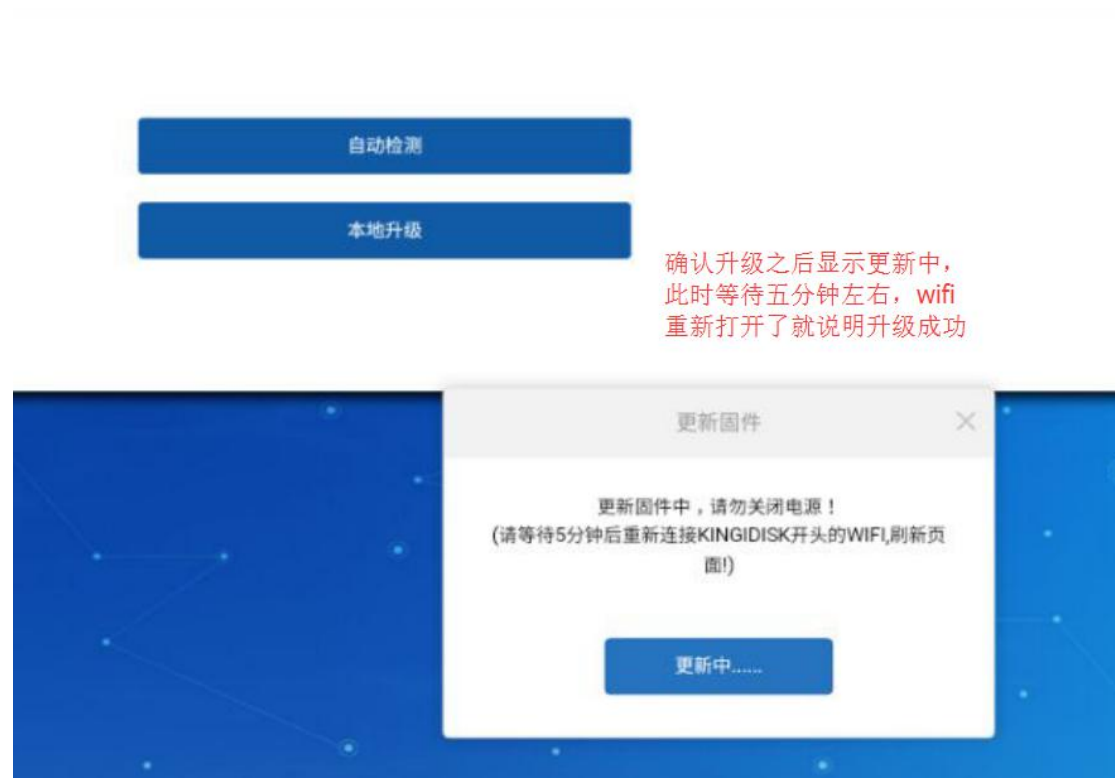 自动检测
本地升级
确认升级之后显示更新中，
此时等待五分钟左右，wifi
重新打开了就说明升级成功
更新固件
更新固件中，请勿关闭电源！
(请等待5分钟后重新连接KINGIDISK开头的WIFI,刷新页
面!)
更新中......